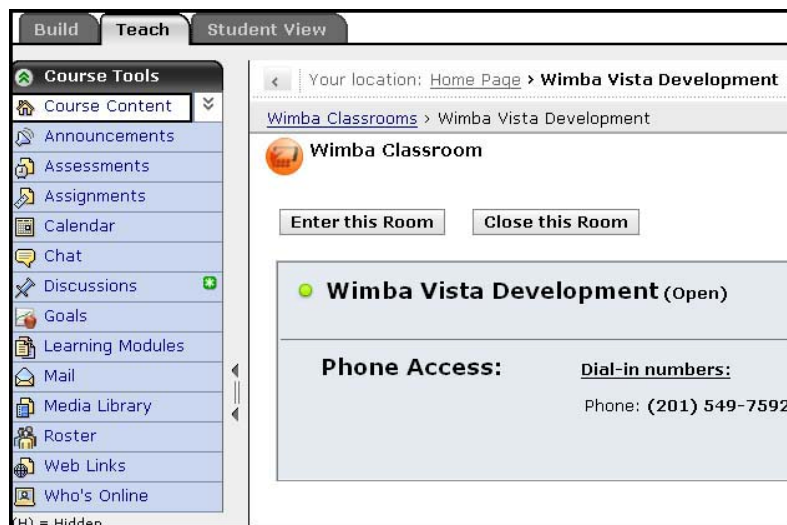 Build Teach Student View
Course Tools
Course Content
Announcements
Assessments
Assignments
Calendar
Chat
Discussions
Goals
Learning Modules
Mail
Media Library
Roster
Web Links
Who's Online
(H) = Hidden
Your location: Home Page › Wimba Vista Development
Wimba Classrooms › Wimba Vista Development
Wimba Classroom
Enter this Room Close this Room
Wimba Vista Development (Open)
Phone Access: Dial-in numbers:
Phone: (201) 549-7592